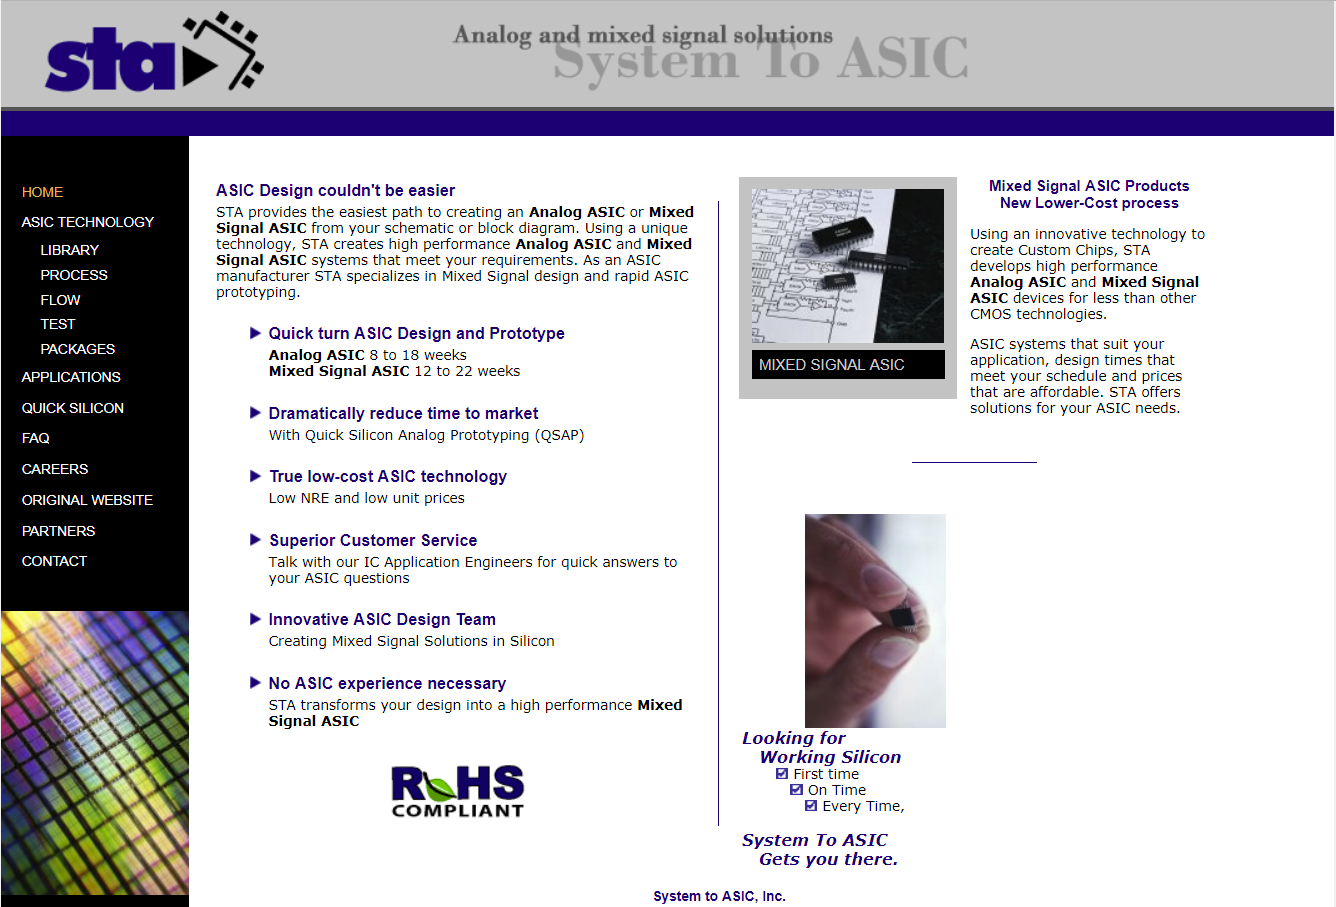 sta
Analog and mixed signal solutions
System To ASIC
HOME
ASIC TECHNOLOGY
LIBRARY
PROCESS
FLOW
TEST
PACKAGES
APPLICATIONS
QUICK SILICON
FAQ
CAREERS
ORIGINAL WEBSITE
PARTNERS
CONTACT
ASIC Design couldn't be easier
STA provides the easiest path to creating an Analog ASIC or Mixed
Signal ASIC from your schematic or block diagram. Using a unique
technology, STA creates high performance Analog ASIC and Mixed
Signal ASIC systems that meet your requirements. As an ASIC
manufacturer STA specializes in Mixed Signal design and rapid ASIC
prototyping.
Quick turn ASIC Design and Prototype
Analog ASIC 8 to 18 weeks
Mixed Signal ASIC 12 to 22 weeks
Dramatically reduce time to market
With Quick Silicon Analog Prototyping (QSAP)
True low-cost ASIC technology
Low NRE and low unit prices
Superior Customer Service
Talk with our IC Application Engineers for quick answers to
your ASIC questions
Innovative ASIC Design Team
Creating Mixed Signal Solutions in Silicon
No ASIC experience necessary
STA transforms your design into a high performance Mixed
Signal ASIC
RoHS
COMPLIANT
MIXED SIGNAL ASIC
Mixed Signal ASIC Products
New Lower-Cost process
Using an innovative technology to
create Custom Chips, STA
develops high performance
Analog ASIC and Mixed Signal
ASIC devices for less than other
CMOS technologies.
ASIC systems that suit your
application, design times that
meet your schedule and prices
that are affordable. STA offers
solutions for your ASIC needs.
Looking for
Working Silicon
First time
On Time
Every Time,
System To ASIC
Gets you there.
System to ASIC, Inc.